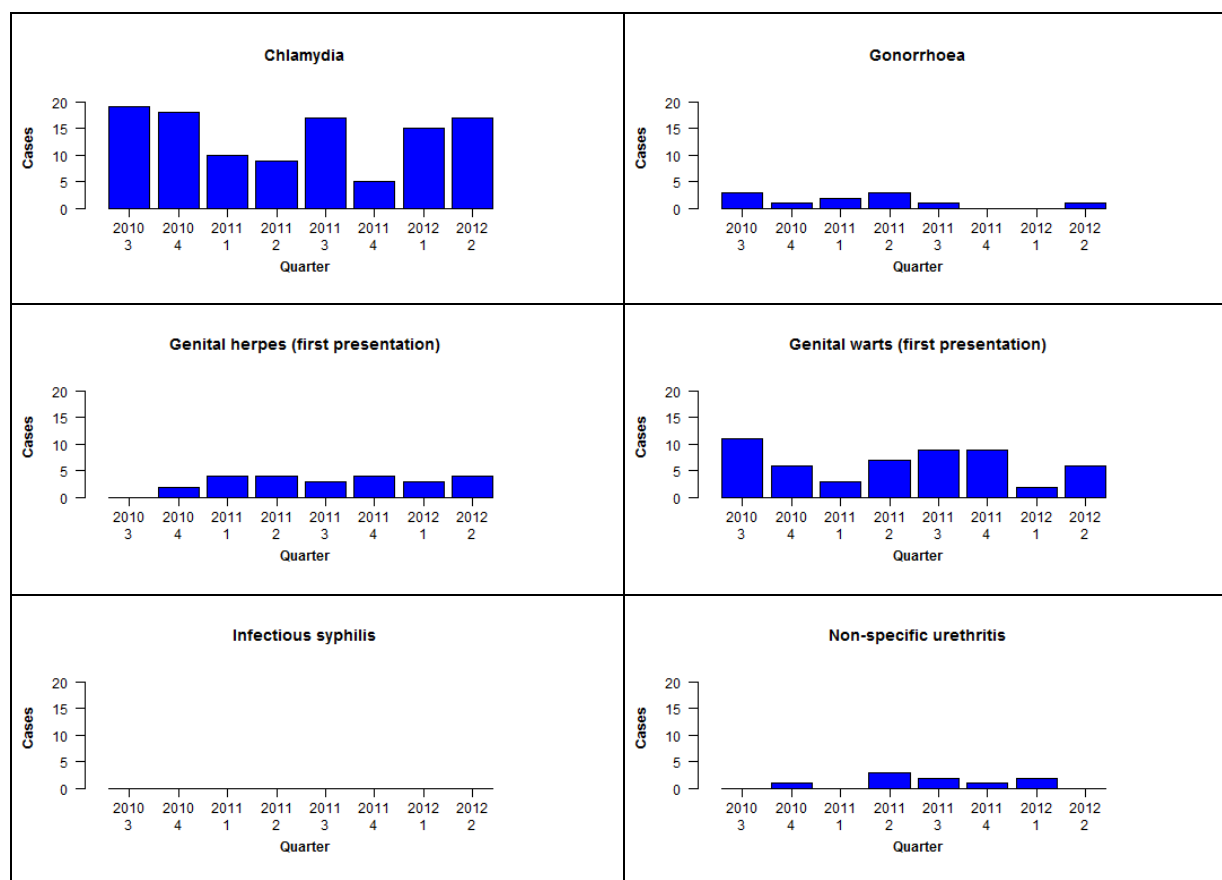 Chlamydia
Cases
20
15
10
5
0
2010 2010 2011 2011 2011 2011 2012 2012
3 4 1 2 3 4 1 2
Quarter
Gonorrhoea
Cases
20
15
10
5
0
2010 2010 2011 2011 2011 2011 2012 2012
3 4 1 2 3 4 1 2
Quarter
Genital herpes (first presentation)
Cases
20
15
10
5
0
2010 2010 2011 2011 2011 2011 2012 2012
3 4 1 2 3 4 1 2
Quarter
Genital warts (first presentation)
Cases
20
15
10
5
0
2010 2010 2011 2011 2011 2011 2012 2012
3 4 1 2 3 4 1 2
Quarter
Infectious syphilis
Cases
20
15
10
5
0
2010 2010 2011 2011 2011 2011 2012 2012
3 4 1 2 3 4 1 2
Quarter
Non-specific urethritis
Cases
20
15
10
5
0
2010 2010 2011 2011 2011 2011 2012 2012
3 4 1 2 3 4 1 2
Quarter